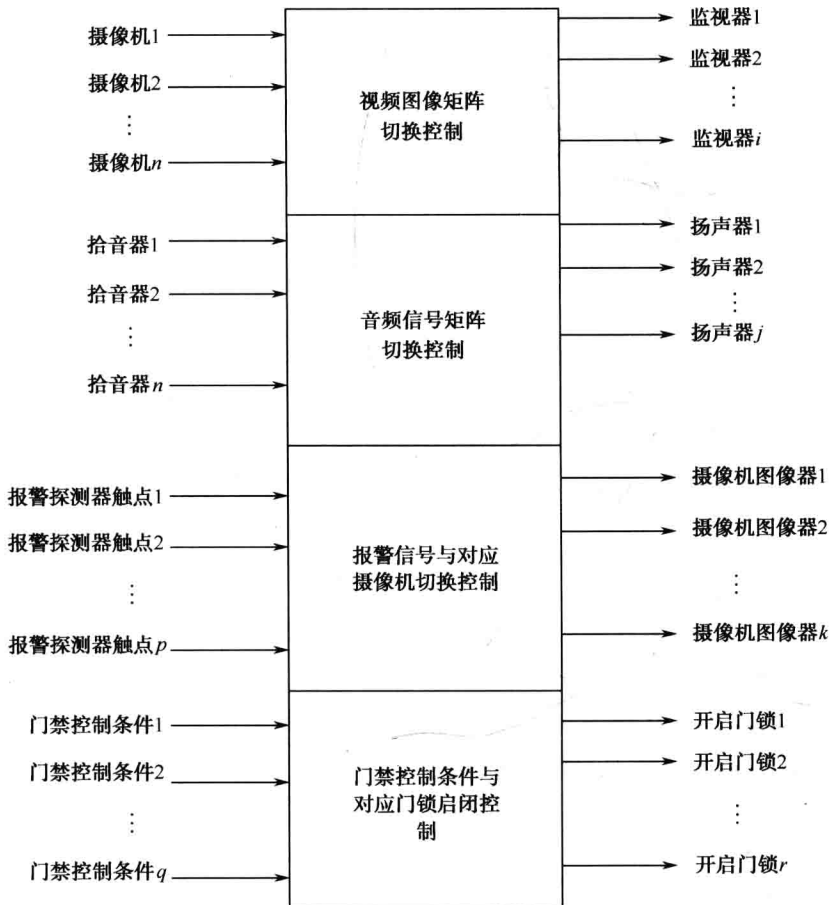 摄像机1
摄像机2
⋮
摄像机n
视频图像矩阵
切换控制
监视器1
监视器2
⋮
监视器i
拾音器1
拾音器2
⋮
拾音器n
音频信号矩阵
切换控制
扬声器1
扬声器2
⋮
扬声器j
报警探测器触点1
报警探测器触点2
⋮
报警探测器触点p
报警信号与对应
摄像机切换控制
摄像机图像器1
摄像机图像器2
⋮
摄像机图像器k
门禁控制条件1
门禁控制条件2
⋮
门禁控制条件q
门禁控制条件与
对应门锁启闭控
制
开启门锁1
开启门锁2
⋮
开启门锁r